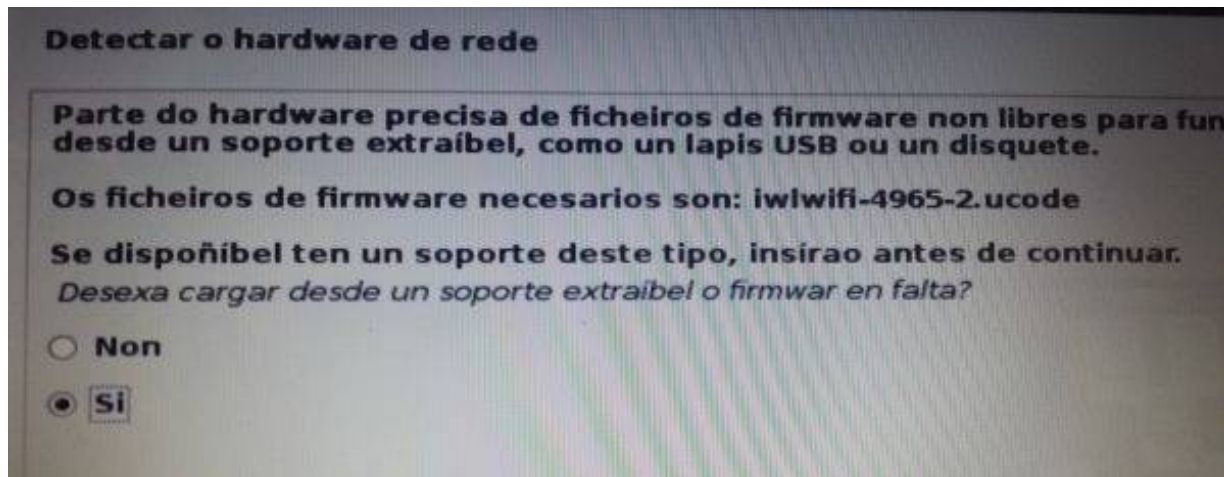 Detectar o hardware de rede
Parte do hardware precisa de ficheiros de firmware non libres para fun
desde un soporte extraíbel, como un lapis USB ou un disquete.
Os ficheiros de firmware necesarios son: iwlwifi-4965-2.ucode
Se dispoñíbel ten un soporte deste tipo, insírao antes de continuar.
Desexa cargar desde un soporte extraíbel o firmwar en falta?
Non
Si